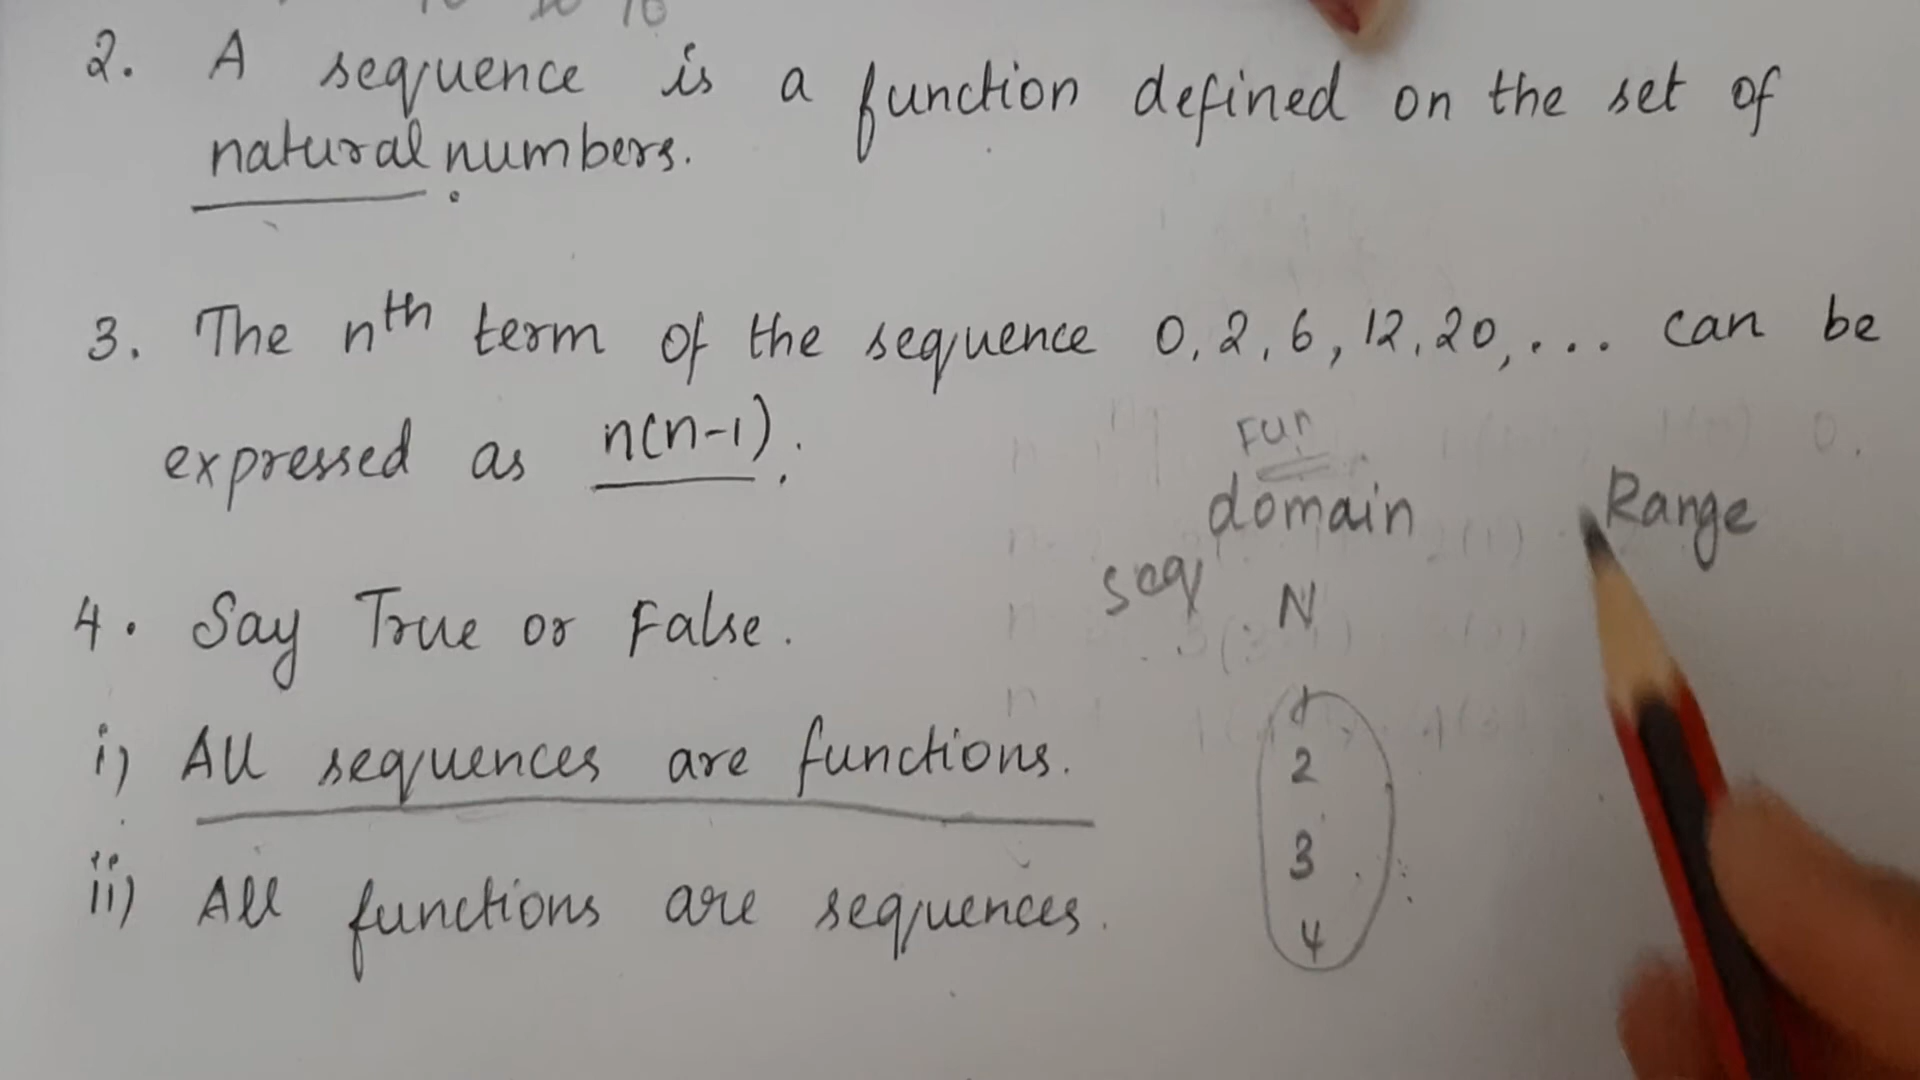 2. A sequence is a function defined on the set of
natural numbers.
3. The nth term of the sequence 0, 2, 6, 12, 20, ... can be
expressed as n(n-1).
Fun
domain Range
seq N
4. Say True or False.
1
i) All sequences are functions.
2
3
ii) All functions are sequences.
4